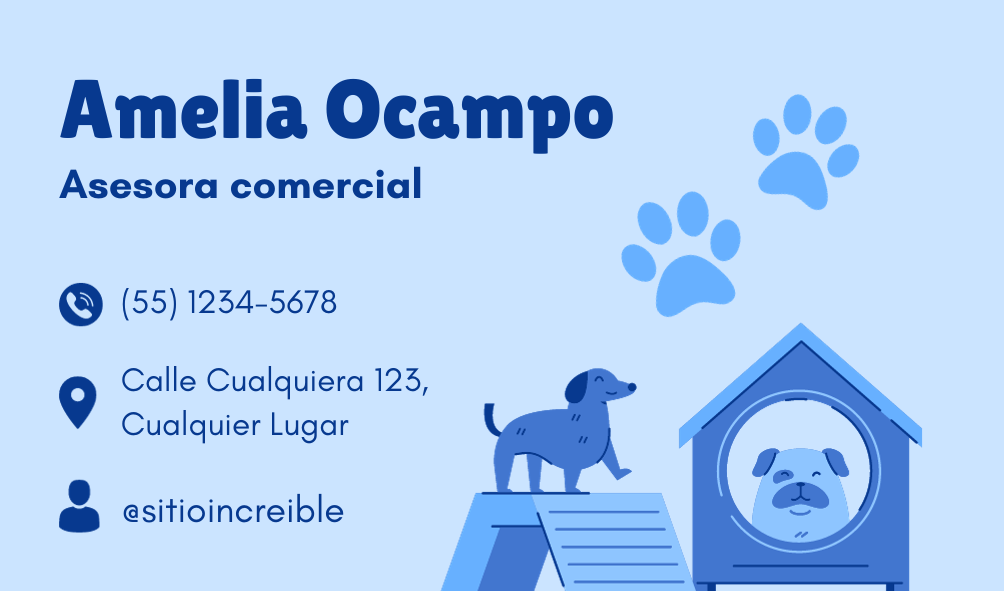 Amelia Ocampo
Asesora comercial
(55) 1234-5678
Calle Cualquiera 123,
Cualquier Lugar
@sitioincreible